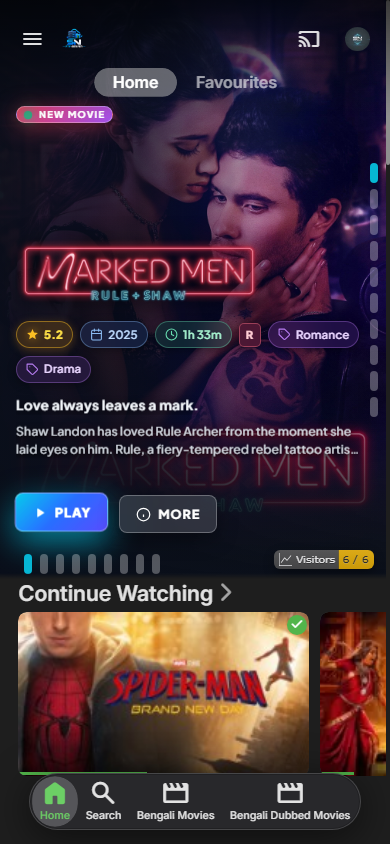 Home Favourites
NEW MOVIE
MARKED MEN
RULE + SHAW
5.2 2025 1h 33m R Romance
Drama
Love always leaves a mark.
Shaw Landon has loved Rule Archer from the moment she
laid eyes on him. Rule, a fiery-tempered rebel tattoo artis…
PLAY MORE
Visitors 6 / 6
Continue Watching
SPIDER-MAN
BRAND NEW DAY
Home Search Bengali Movies Bengali Dubbed Movies